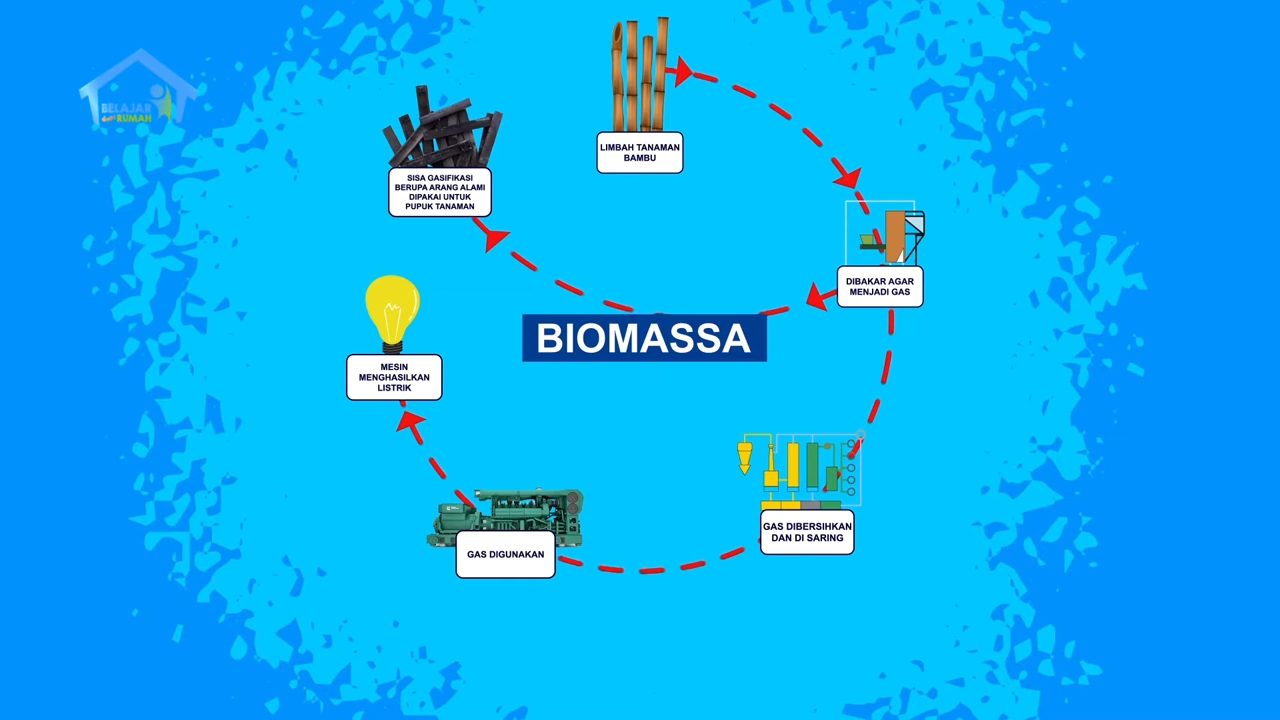 BELAJAR
dari RUMAH
LIMBAH TANAMAN
BAMBU
SISA GASIFIKASI
BERUPA ARANG ALAMI
DIPAKAI UNTUK
PUPUK TANAMAN
DIBAKAR AGAR
MENJADI GAS
BIOMASSA
MESIN
MENGHASILKAN
LISTRIK
GAS DIBERSIHKAN
DAN DI SARING
GAS DIGUNAKAN